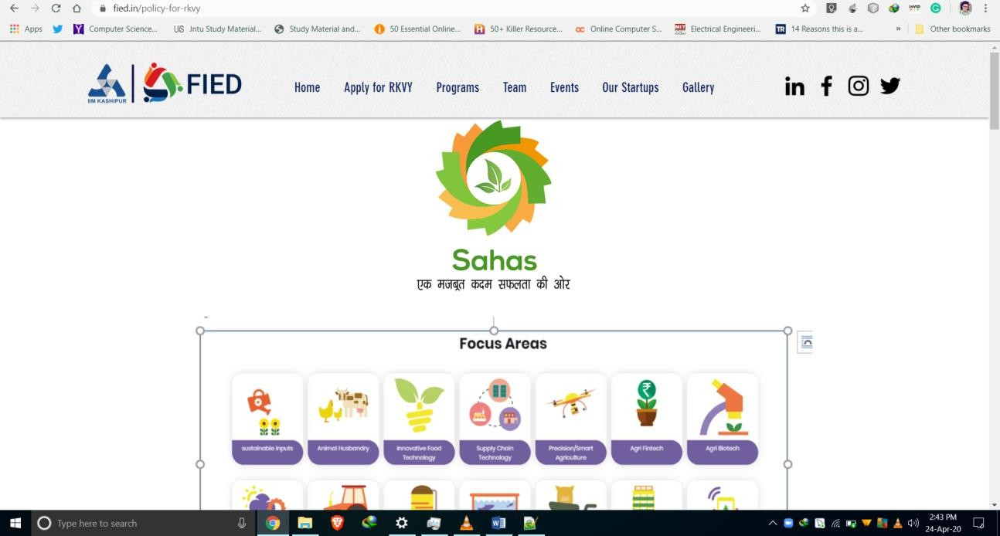 fied.in/policy-for-rkvy
Apps
Computer Science...
UIS Jntu Study Material...
Study Material and...
50 Essential Online...
50+ Killer Resource...
Online Computer S...
Electrical Engineeri...
TR 14 Reasons this is a...
»
Other bookmarks
IIM KASHIPUR
FIED
Home
Apply for RKVY
Programs
Team
Events
Our Startups
Gallery
Sahas
एक मजबूत कदम सफलता की ओर
Focus Areas
sustainable inputs
Animal Husbandry
Innovative Food
Technology
Supply Chain
Technology
Precision/Smart
Agriculture
Agri Fintech
Agri Biotech
Type here to search
2:43 PM
24-Apr-20